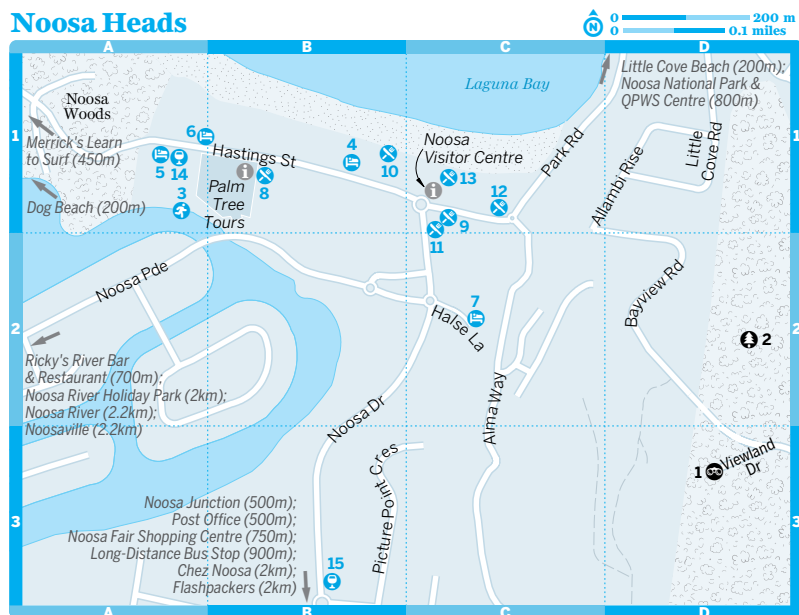 Noosa Heads
N
0 200 m
0 0.1 miles
A B C D
Laguna Bay
Little Cove Beach (200m);
Noosa National Park &
QPWS Centre (800m)
Noosa
Woods
1
1
Merrick's Learn
to Surf (450m)
Dog Beach (200m)
6
5
14
3
Hastings St
i
Palm
Tree
Tours
8
4
10
Noosa
Visitor Centre
i
13
12
9
11
Park Rd
Allambi Rise
Little
Cove Rd
Noosa Pde
2
2
Halse La
7
Bayview Rd
2
Ricky's River Bar
& Restaurant (700m);
Noosa River Holiday Park (2km);
Noosa River (2.2km);
Noosaville (2.2km)
Noosa Dr
Alma Way
Picture Point Cres
1
Viewland
Dr
3
3
Noosa Junction (500m);
Post Office (500m);
Noosa Fair Shopping Centre (750m);
Long-Distance Bus Stop (900m);
Chez Noosa (2km);
Flashpackers (2km)
15
A B C D